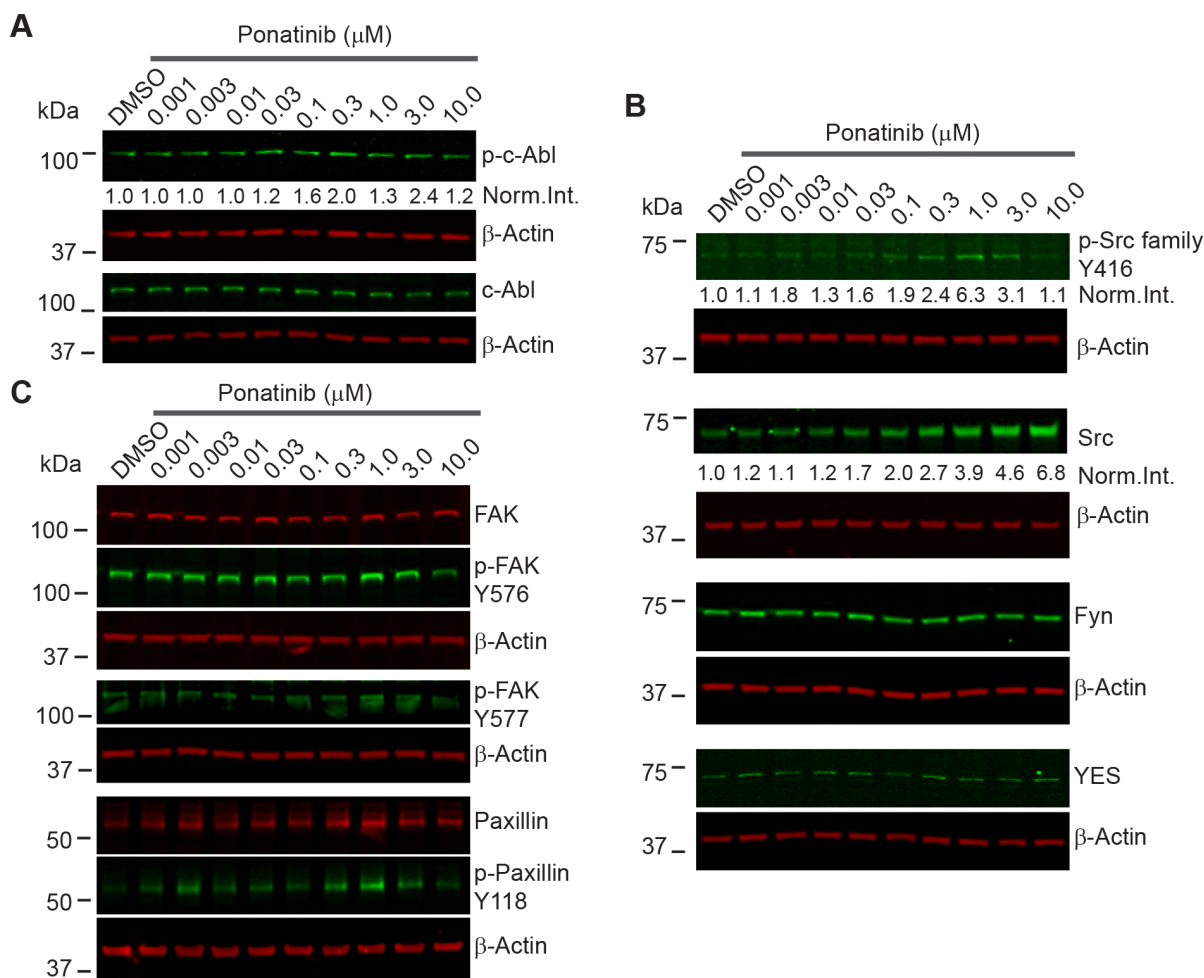 A
Ponatinib (μM)
kDa
DMSO 0.001 0.003 0.01 0.03 0.1 0.3 1.0 3.0 10.0
100 p-c-Abl
1.0 1.0 1.0 1.0 1.2 1.6 2.0 1.3 2.4 1.2 Norm.Int.
37 β-Actin
100 c-Abl
37 β-Actin
B
Ponatinib (μM)
kDa
DMSO 0.001 0.003 0.01 0.03 0.1 0.3 1.0 3.0 10.0
75 p-Src family
Y416
1.0 1.1 1.8 1.3 1.6 1.9 2.4 6.3 3.1 1.1 Norm.Int.
37 β-Actin
75 Src
1.0 1.2 1.1 1.2 1.7 2.0 2.7 3.9 4.6 6.8 Norm.Int.
37 β-Actin
75 Fyn
37 β-Actin
75 YES
37 β-Actin
C
Ponatinib (μM)
kDa
DMSO 0.001 0.003 0.01 0.03 0.1 0.3 1.0 3.0 10.0
100 FAK
100 p-FAK
Y576
37 β-Actin
100 p-FAK
Y577
37 β-Actin
50 Paxillin
50 p-Paxillin
Y118
37 β-Actin